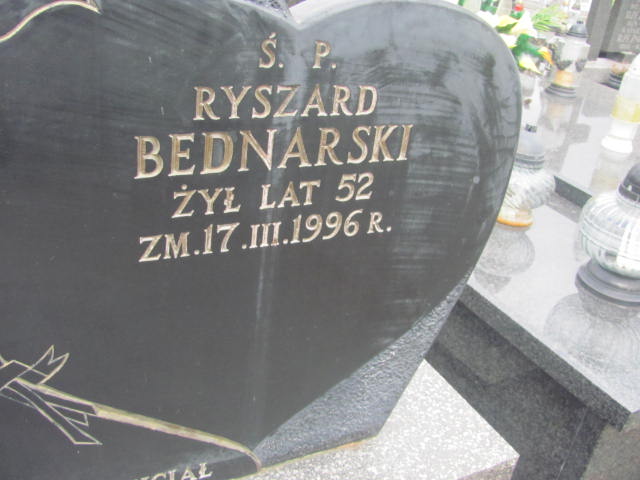 Ś. P.
RYSZARD
BEDNARSKI
ŻYŁ LAT 52
ZM.17.III.1996 R.